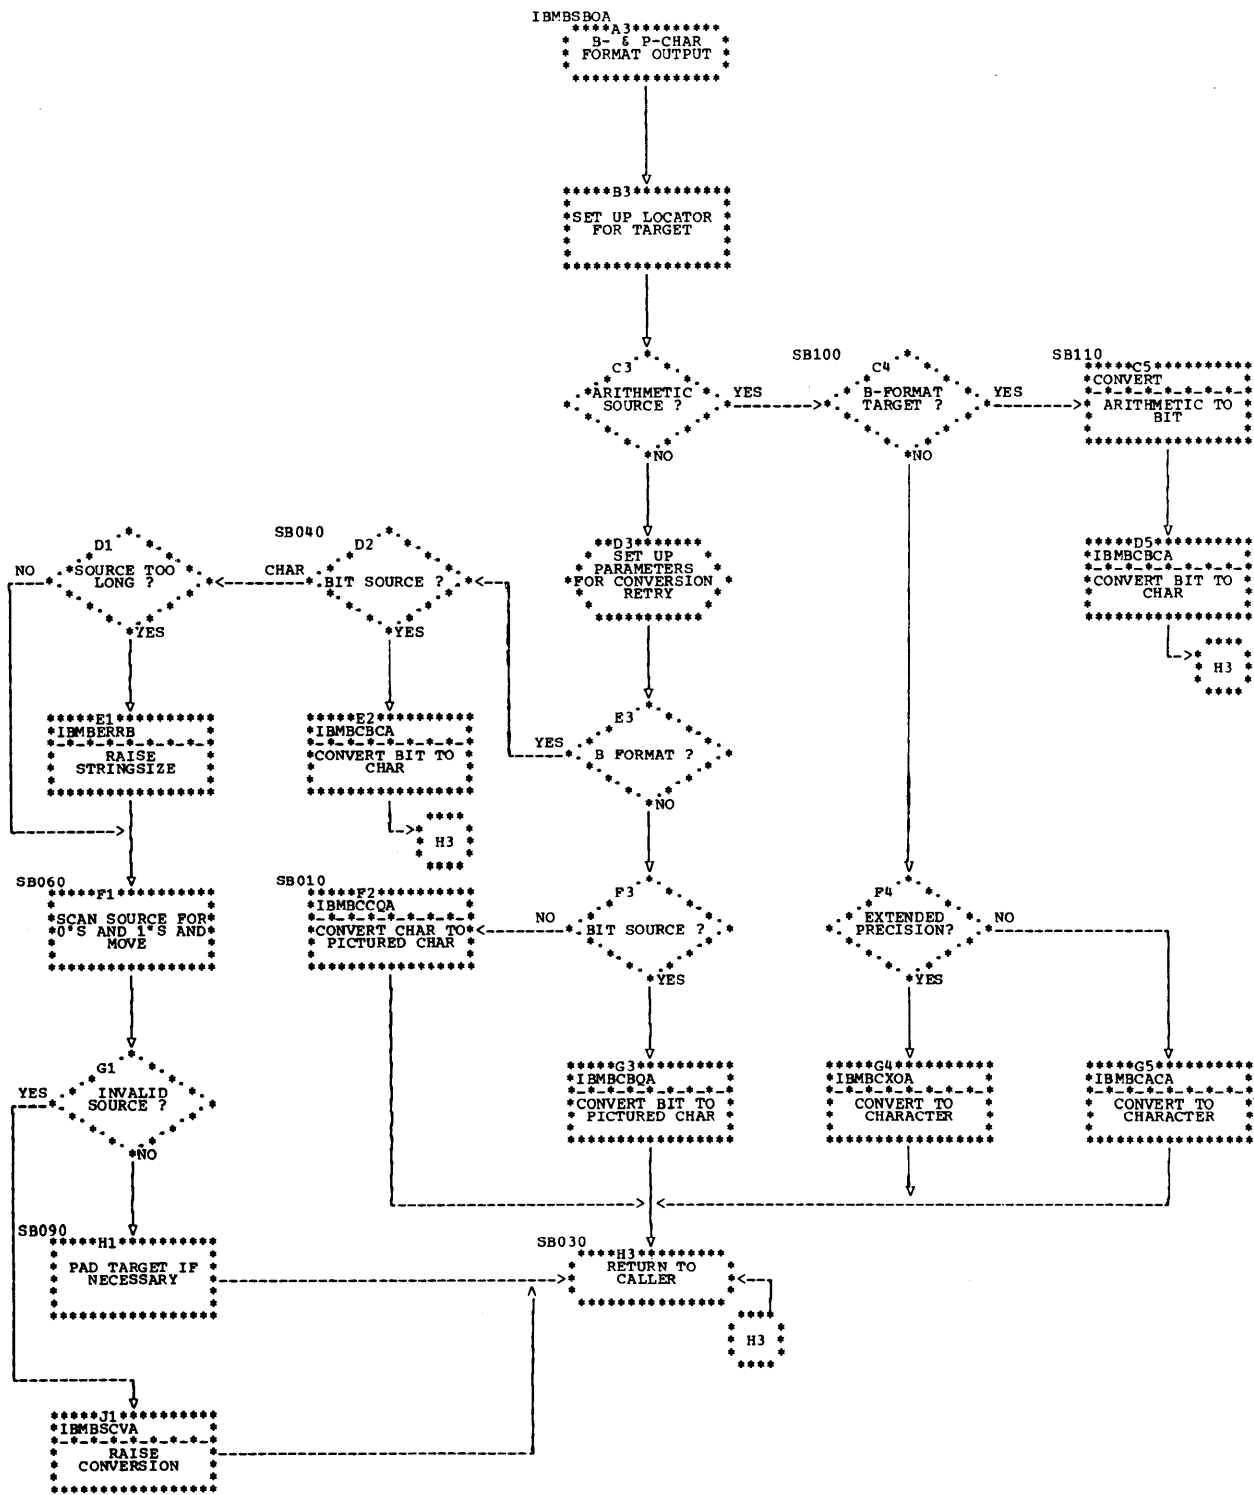 IBMBSBOA
A3
B- & P-CHAR
FORMAT OUTPUT
B3
SET UP LOCATOR
FOR TARGET
C3
ARITHMETIC
SOURCE ?
YES
NO
SB100
C4
B-FORMAT
TARGET ?
YES
NO
SB110
C5
CONVERT
ARITHMETIC TO
BIT
D1
SOURCE TOO
LONG ?
NO
YES
SB040
D2
BIT SOURCE ?
CHAR
YES
D3
SET UP
PARAMETERS
FOR CONVERSION
RETRY
D5
IBMBCBCA
CONVERT BIT TO
CHAR
H3
E1
IBMBERRB
RAISE
STRINGSIZE
E2
IBMBCBCA
CONVERT BIT TO
CHAR
H3
E3
B FORMAT ?
YES
NO
SB060
F1
SCAN SOURCE FOR
0'S AND 1'S AND
MOVE
SB010
F2
IBMBCCQA
CONVERT CHAR TO
PICTURED CHAR
F3
BIT SOURCE ?
NO
YES
F4
EXTENDED
PRECISION?
NO
YES
G1
INVALID
SOURCE ?
YES
NO
G3
IBMBCBQA
CONVERT BIT TO
PICTURED CHAR
G4
IBMBCXOA
CONVERT TO
CHARACTER
G5
IBMBCACA
CONVERT TO
CHARACTER
SB090
H1
PAD TARGET IF
NECESSARY
SB030
H3
RETURN TO
CALLER
H3
J1
IBMBSCVA
RAISE
CONVERSION